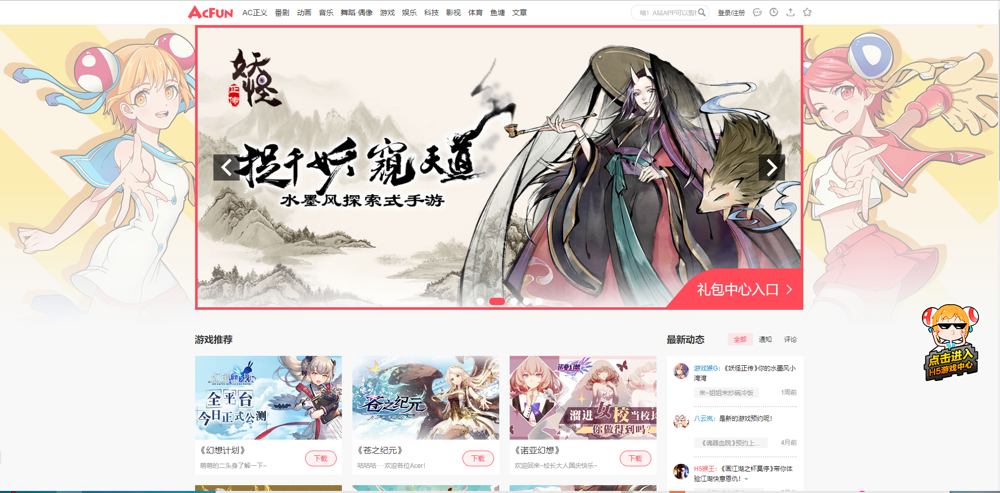 ACFUN
AC正义 番剧 动画 音乐 舞蹈·偶像 游戏 娱乐 科技 影视 体育 鱼塘 文章
啥！A站APP可以剪
登录/注册
妖怪
正传
捉千妖 窥天道
水墨风探索式手游
礼包中心入口
点击进入
H5游戏中心
游戏推荐
幻想计划
全平台
今日正式公测
《幻想计划》
萌萌的二头身了解一下~
下载
苍之纪元
《苍之纪元》
咕咕咕····欢迎各位Acer！
下载
诺亚幻想
溜进女校当校长
你做得到吗?
《诺亚幻想》
欢迎回来~校长大人国庆快乐~
下载
最新动态
全部 通知 评论
游戏猴G：《妖怪正传》你的水墨风小
湾湾
来~姐姐来炒碗冷饭 1周前
八云岚：是新的游戏预约呢！
《魂器血院》预约上... 4月前
H5猴王：《画江湖之杯莫停》带你体
验江湖快意恩仇！~